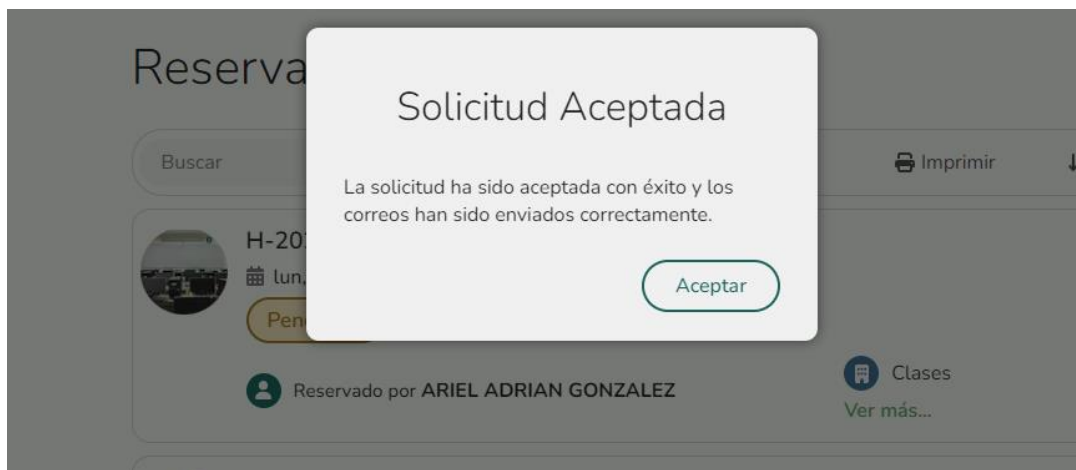 Reserva
Solicitud Aceptada
Buscar
Imprimir
La solicitud ha sido aceptada con éxito y los
correos han sido enviados correctamente.
H-20
lun,
Aceptar
Pen
Reservado por ARIEL ADRIAN GONZALEZ
Clases
Ver más...